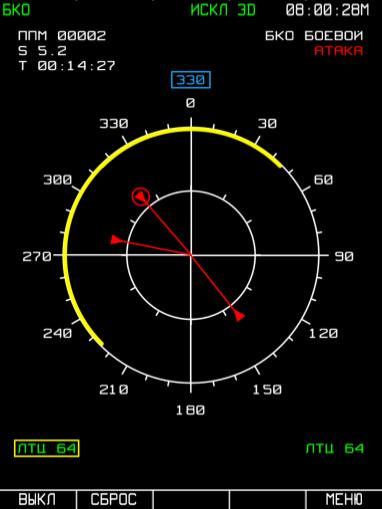 БКО ИСКЛ 3D 08:00:28М
ППМ 00002 БКО БОЕВОЙ
S 5.2 АТАКА
Т 00:14:27
330
0
330 30
300 60
270 90
240 120
210 150
180
ЛТЦ 64 ЛТЦ 64
ВЫКЛ СБРОС МЕНЮ